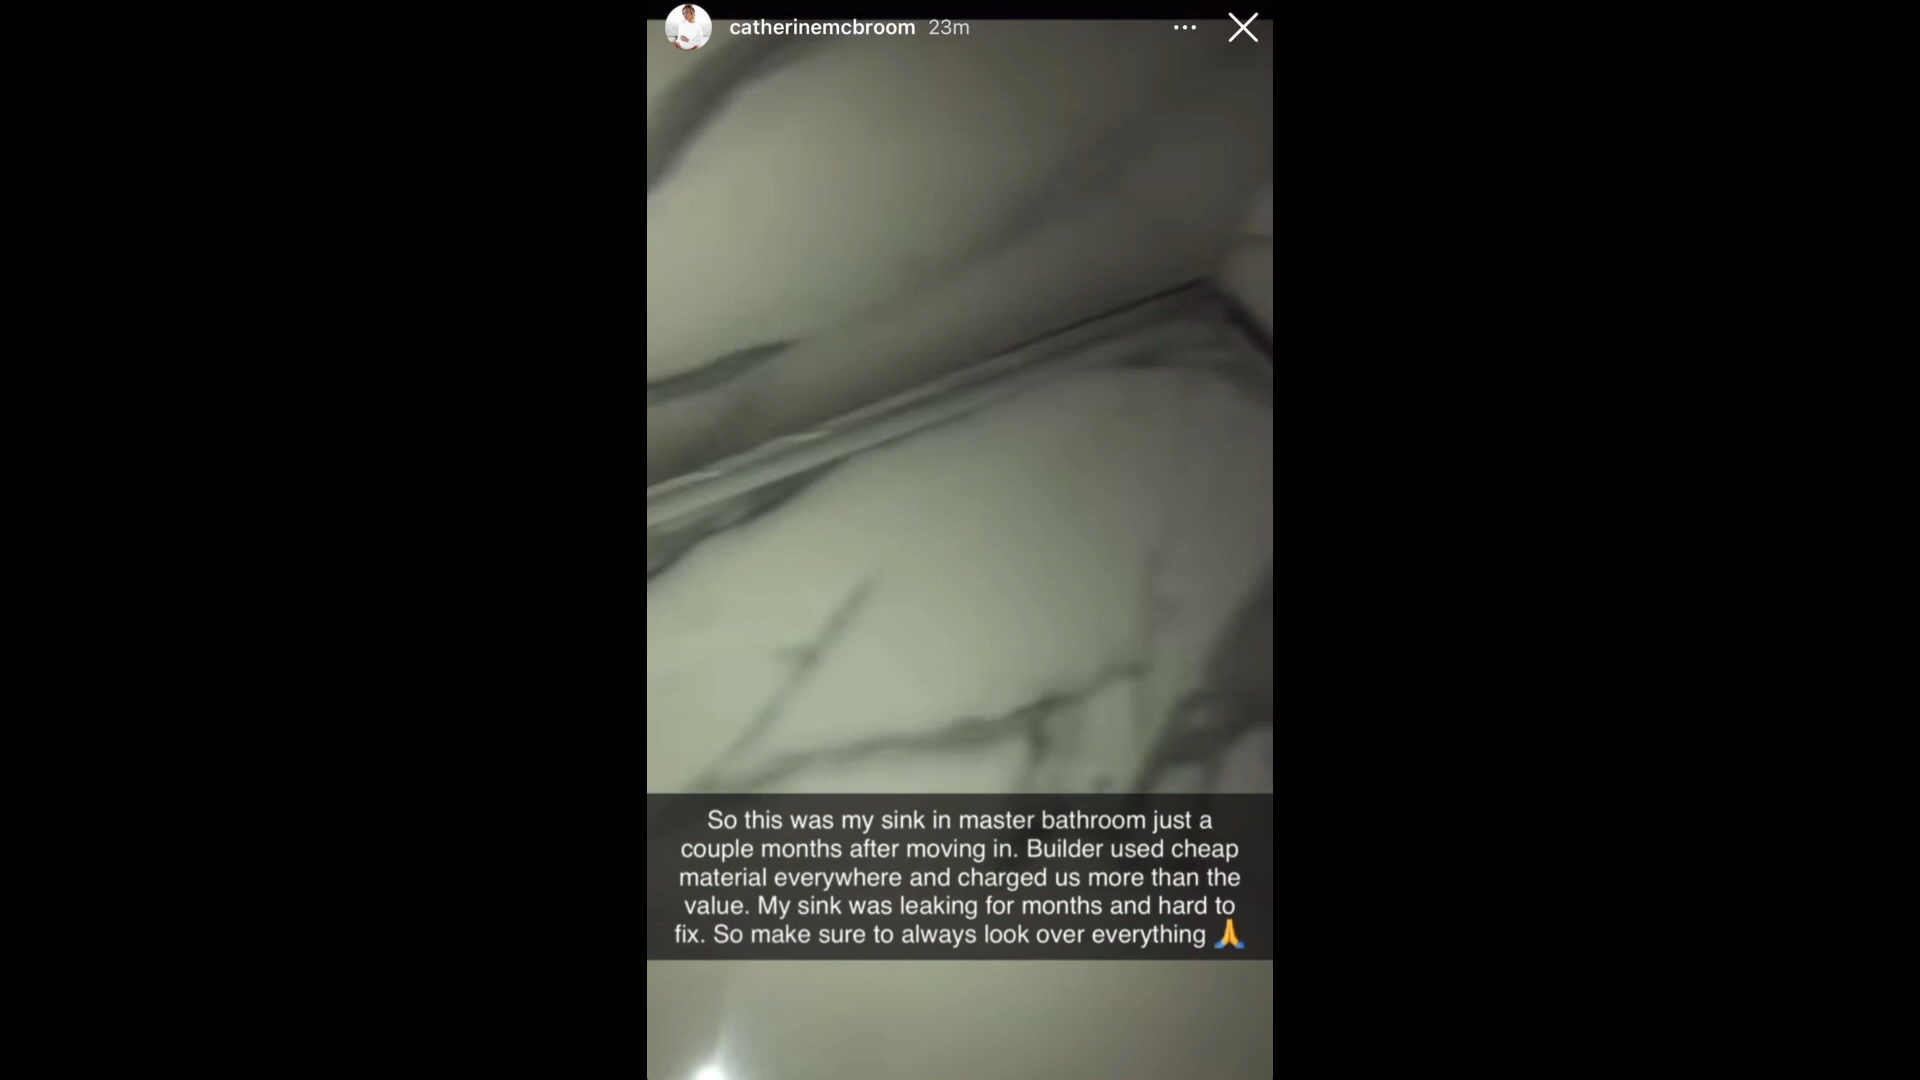 catherinemcbroom 23m
So this was my sink in master bathroom just a
couple months after moving in. Builder used cheap
material everywhere and charged us more than the
value. My sink was leaking for months and hard to
fix. So make sure to always look over everything 🙏